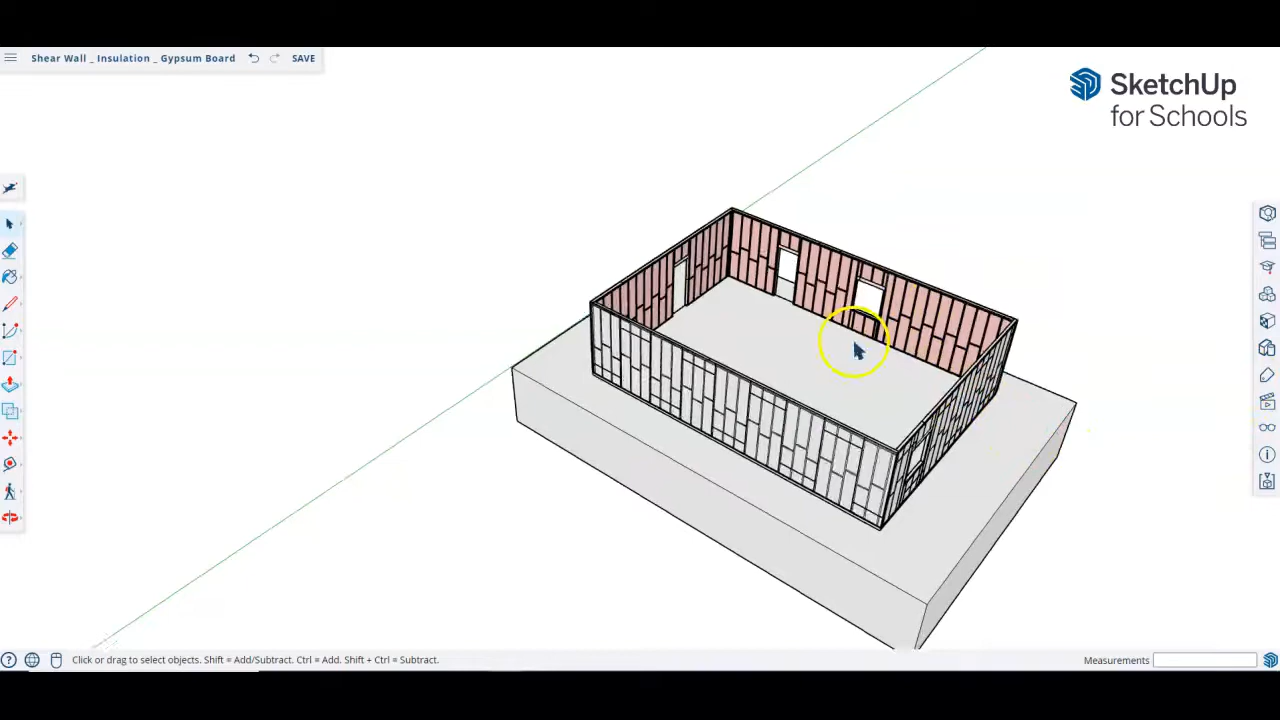 Shear Wall _ Insulation _ Gypsum Board
SAVE
SketchUp
for Schools
Click or drag to select objects. Shift = Add/Subtract. Ctrl = Add. Shift + Ctrl = Subtract.
Measurements